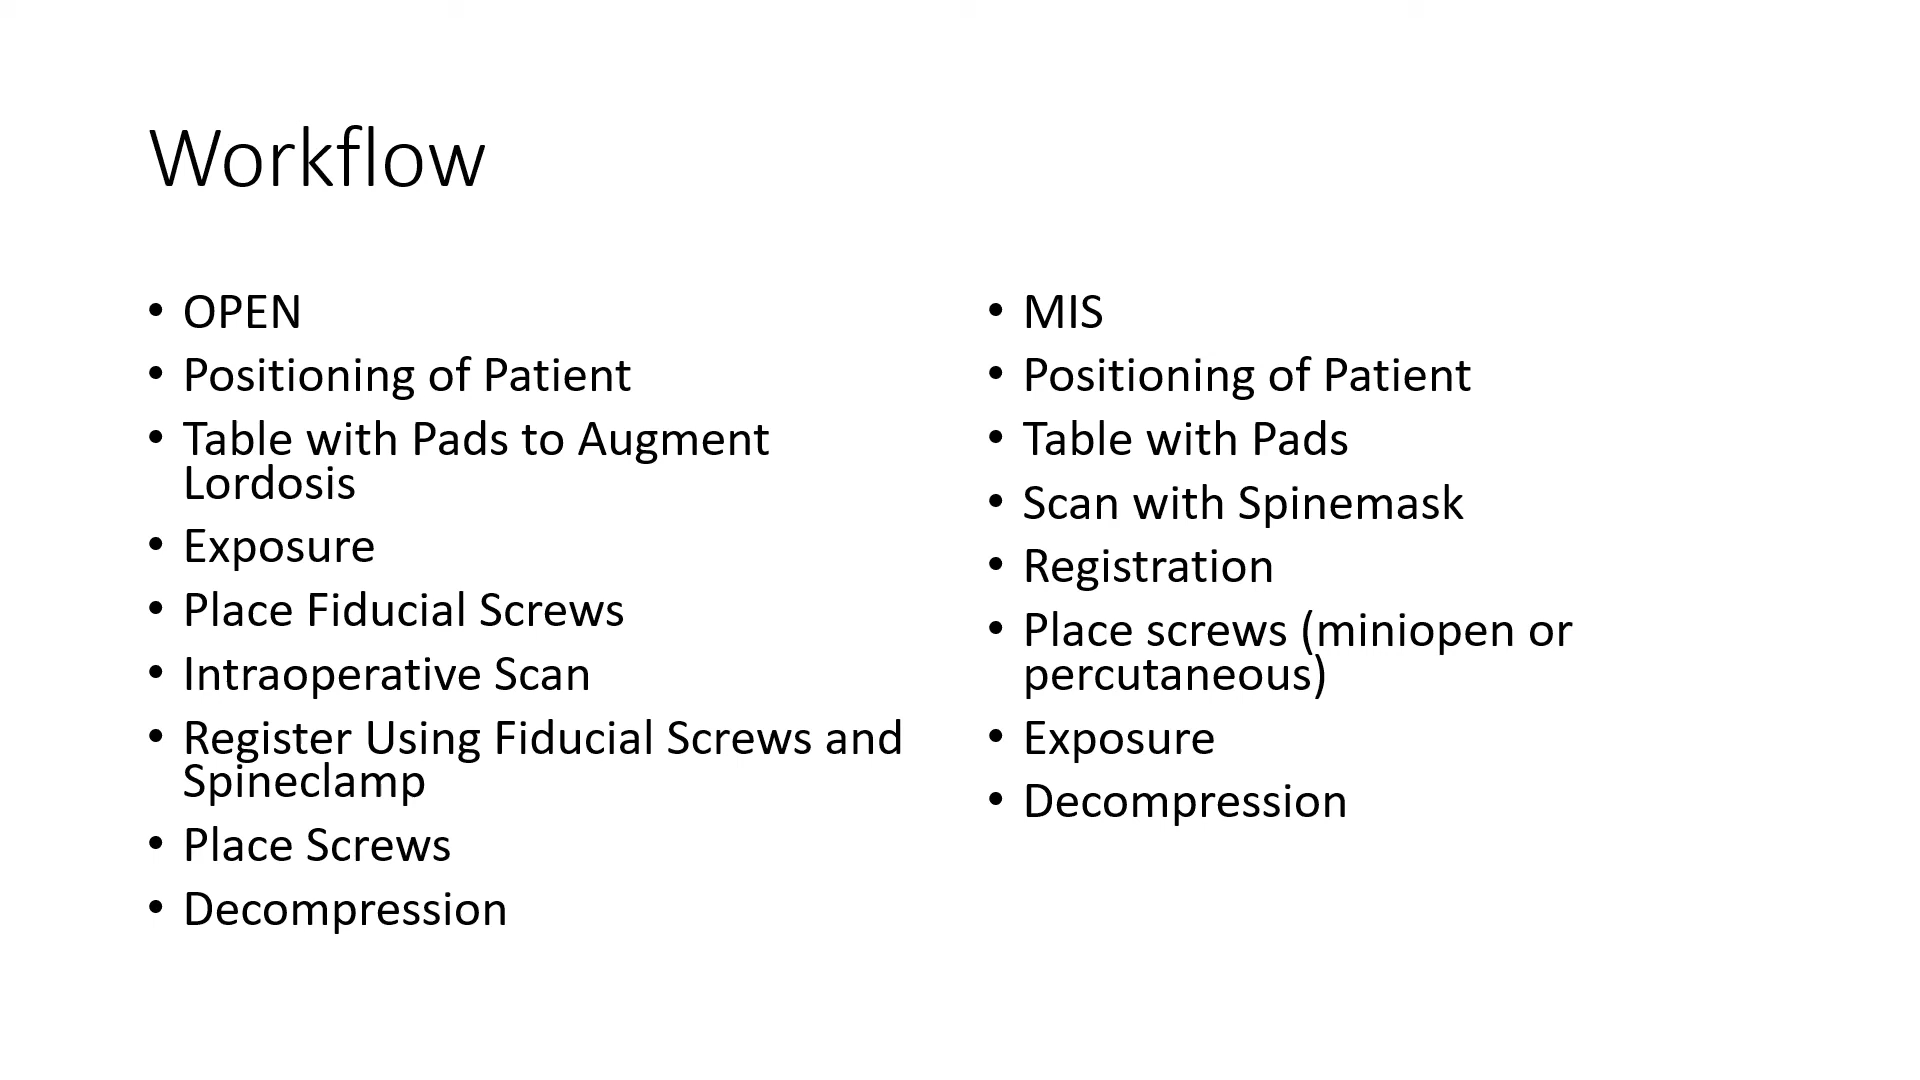 Workflow
• OPEN
• Positioning of Patient
• Table with Pads to Augment
Lordosis
• Exposure
• Place Fiducial Screws
• Intraoperative Scan
• Register Using Fiducial Screws and
Spineclamp
• Place Screws
• Decompression
• MIS
• Positioning of Patient
• Table with Pads
• Scan with Spinemask
• Registration
• Place screws (miniopen or
percutaneous)
• Exposure
• Decompression